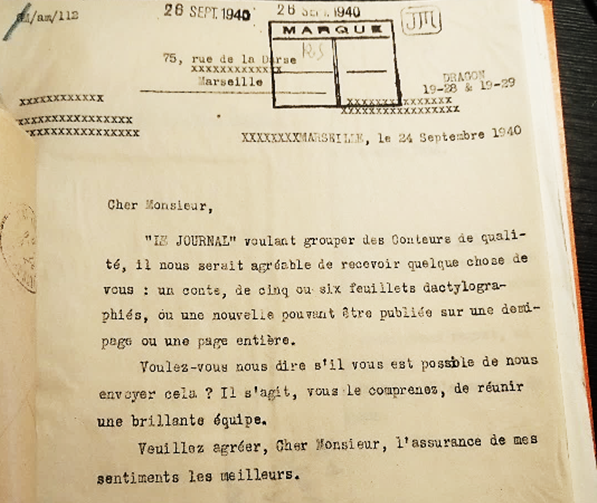 /am/112
26 SEPT. 1940 26 SEPT. 1940
MARQUE
75, rue de la Darse
xxxxxxxxxxxxx
Marseille
DRAGON
19-28 & 19-29
xxxxxxxxxxxx
xxxxxxxxxxxxxxxx
xxxxxxxxxxxxxxxxx
XXXXXXXXMARSEILLE, le 24 Septembre 1940
Cher Monsieur,
"LE JOURNAL" voulant grouper des Conteurs de quali-
té, il nous serait agréable de recevoir quelque chose de
vous : un conte, de cinq ou six feuillets dactylogra-
phiés, ou une nouvelle pouvant être publiée sur une demi-
page ou une page entière.
Voulez-vous nous dire s'il vous est possible de nous
envoyer cela ? Il s'agit, vous le comprenez, de réunir
une brillante équipe.
Veuillez agréer, Cher Monsieur, l'assurance de mes
sentiments les meilleurs.